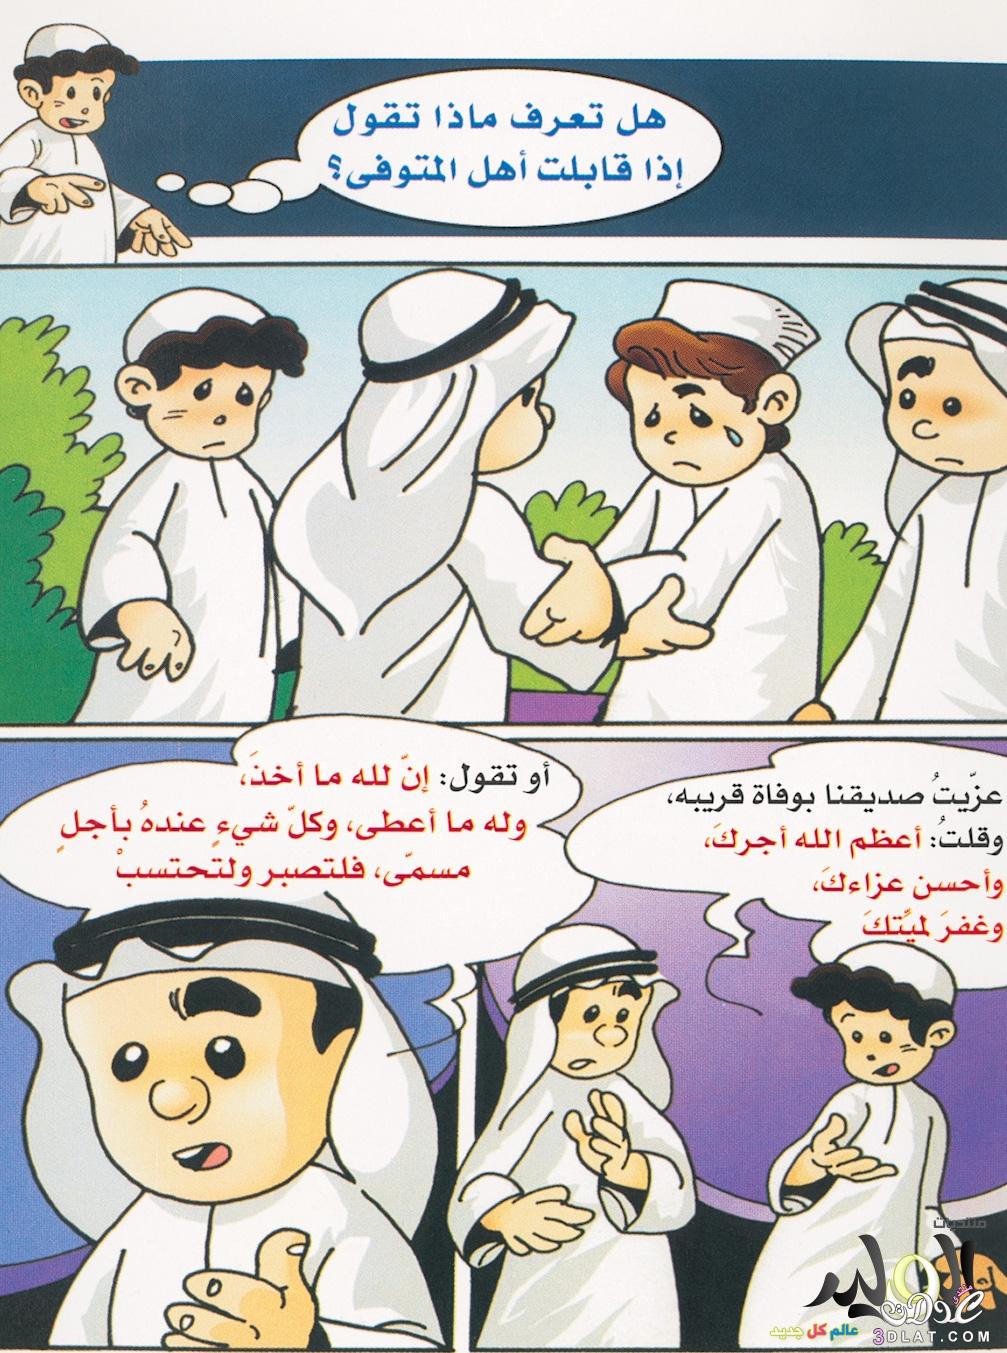 هل تعرف ماذا تقول
إذا قابلت أهل المتوفى؟
عزّيتُ صديقنا بوفاة قريبه،
وقلتُ: أعظم الله أجركَ،
وأحسن عزاءكَ،
وغفرَ لميِّتكَ
أو تقول: إنّ لله ما أخذَ،
وله ما أعطى، وكلّ شيءٍ عندهُ بأجلٍ
مسمّى، فلتصبر ولتحتسبْ
منتديات
عالم كل جديد
3DLAT.COM